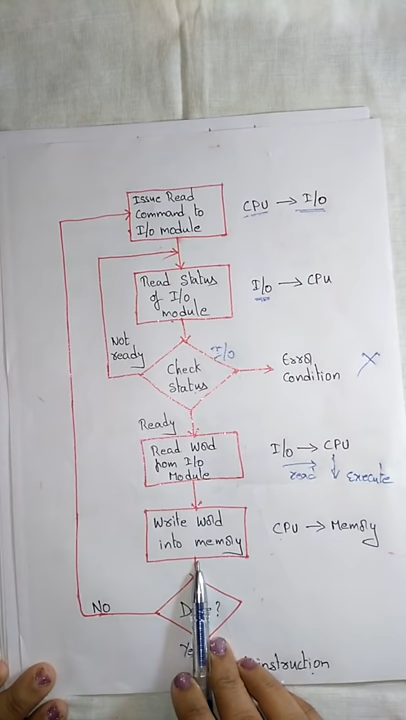 Issue Read
Command to
I/o module
CPU → I/o
Read Status
of I/o
module
I/o → CPU
Not
ready
I/o
Check
Status
Error
Condition
X
Ready
Read Word
from I/o
Module
I/o → CPU
read
↓ Execute
Write Word
into memory
CPU → Memory
NO
instruction